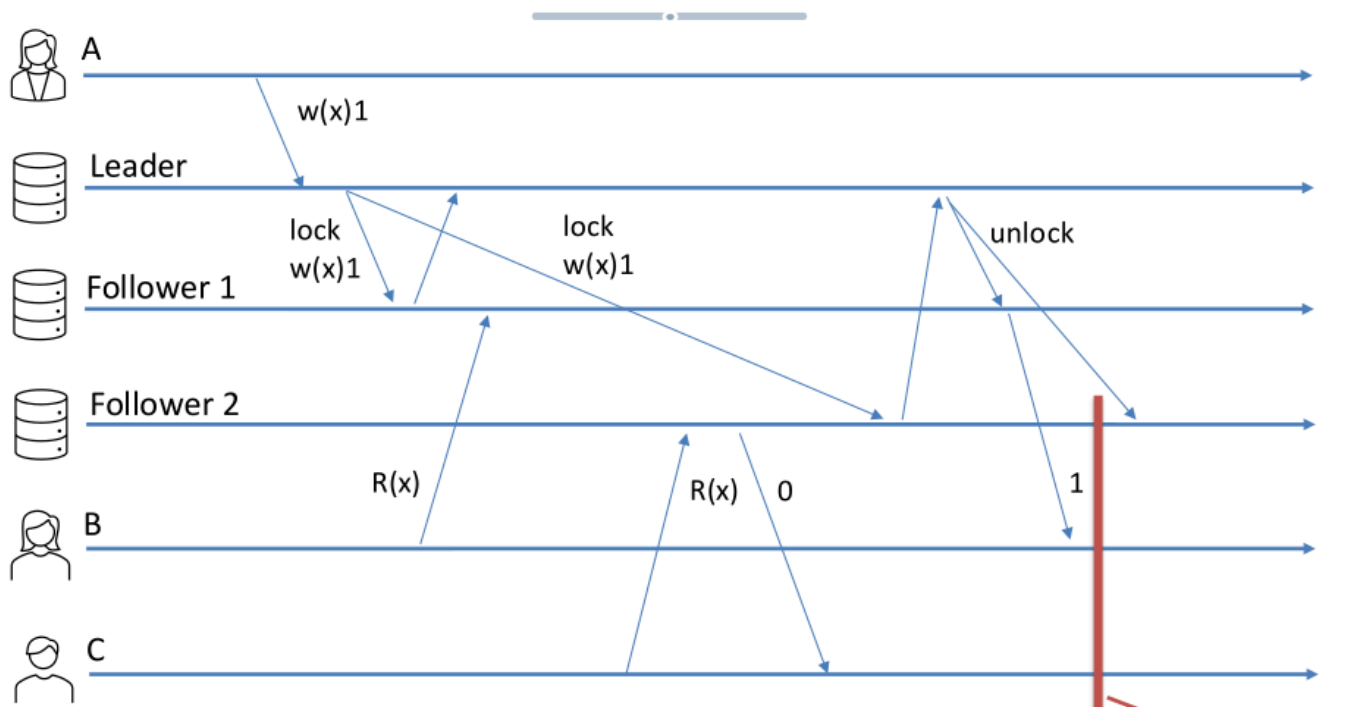 A
w(x)1
Leader
lock
w(x)1
lock
w(x)1
unlock
Follower 1
Follower 2
R(x)
R(x)
0
1
B
C